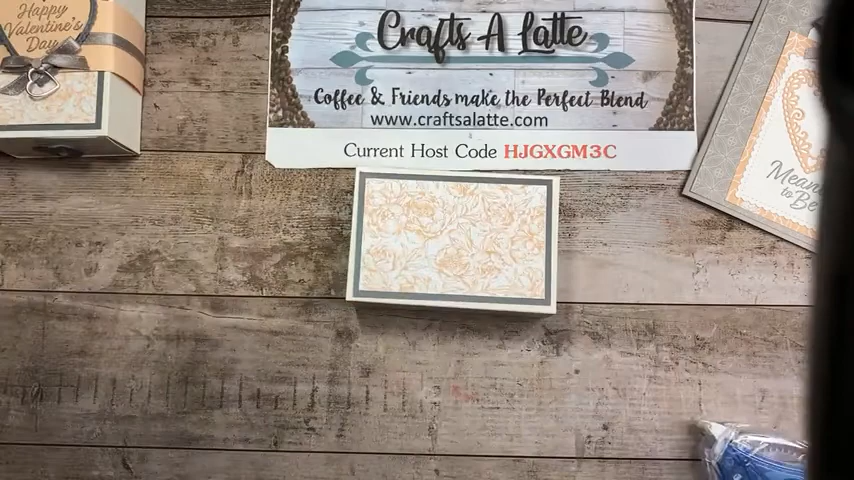 Happy
Valentine's
Day
Crafts A Latte
Coffee & Friends make the Perfect Blend
www.craftsalatte.com
Current Host Code HJGXGM3C
Meant
to Be